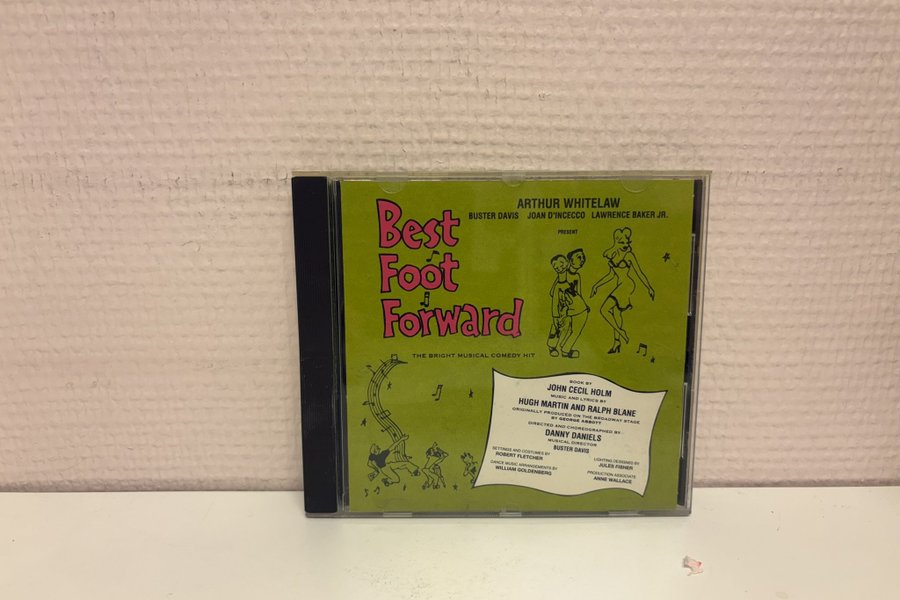 Best
Foot
Forward
ARTHUR WHITELAW
BUSTER DAVIS JOAN D'INCECCO LAWRENCE BAKER JR.
PRESENT
THE BRIGHT MUSICAL COMEDY HIT
BOOK BY
JOHN CECIL HOLM
MUSIC AND LYRICS BY
HUGH MARTIN AND RALPH BLANE
ORIGINALLY PRODUCED ON THE BROADWAY STAGE
BY GEORGE ABBOTT
DIRECTED AND CHOREOGRAPHED BY
DANNY DANIELS
MUSICAL DIRECTOR
BUSTER DAVIS
SETTINGS AND COSTUMES BY
ROBERT FLETCHER
LIGHTING DESIGNED BY
JULES FISHER
DANCE MUSIC ARRANGEMENTS BY
WILLIAM GOLDENBERG
PRODUCTION ASSOCIATE
ANNE WALLACE